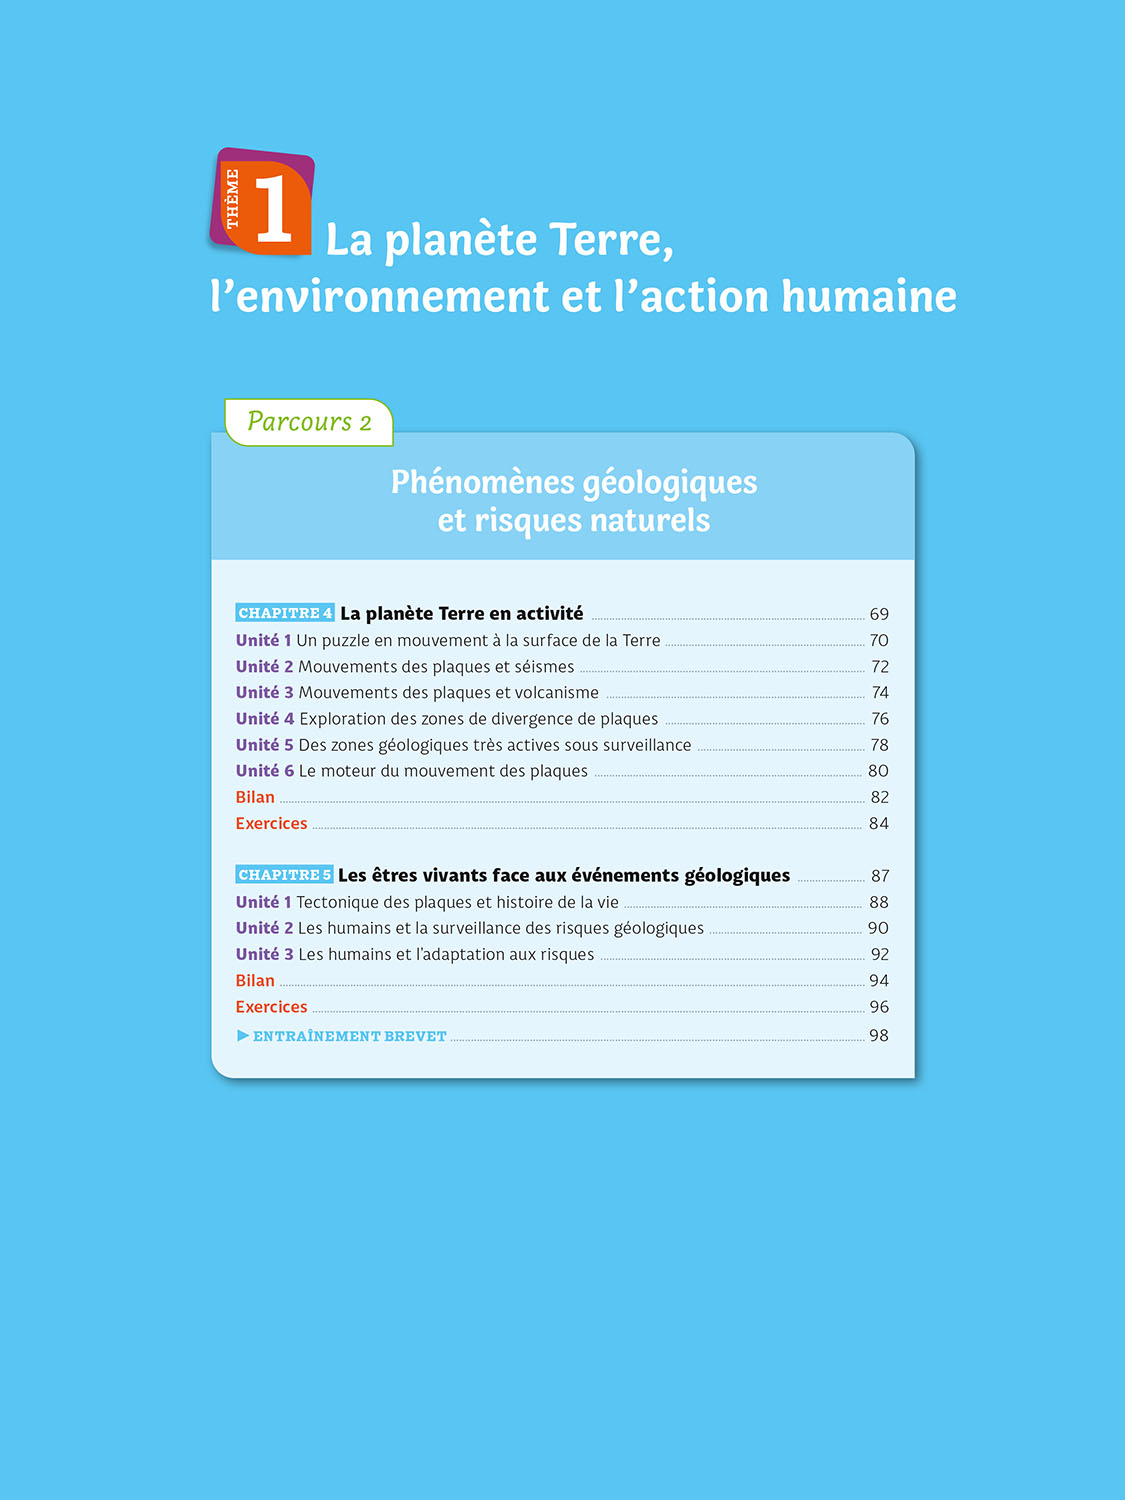 THÈME
1
La planète Terre,
l’environnement et l’action humaine
Parcours 2
Phénomènes géologiques
et risques naturels
CHAPITRE 4 La planète Terre en activité 69
Unité 1 Un puzzle en mouvement à la surface de la Terre 70
Unité 2 Mouvements des plaques et séismes 72
Unité 3 Mouvements des plaques et volcanisme 74
Unité 4 Exploration des zones de divergence de plaques 76
Unité 5 Des zones géologiques très actives sous surveillance 78
Unité 6 Le moteur du mouvement des plaques 80
Bilan 82
Exercices 84
CHAPITRE 5 Les êtres vivants face aux événements géologiques 87
Unité 1 Tectonique des plaques et histoire de la vie 88
Unité 2 Les humains et la surveillance des risques géologiques 90
Unité 3 Les humains et l’adaptation aux risques 92
Bilan 94
Exercices 96
▶ ENTRAÎNEMENT BREVET 98